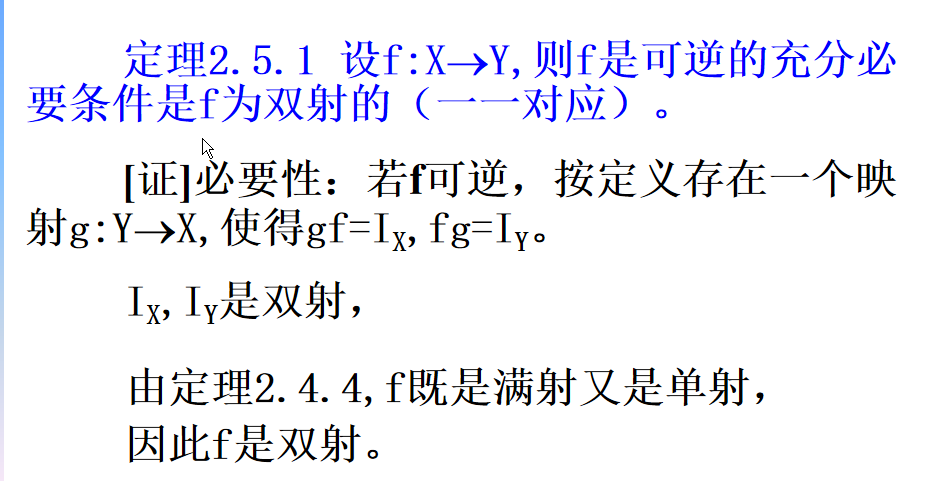 定理2.5.1 设f:X→Y,则f是可逆的充分必
要条件是f为双射的（一一对应）。
[证]必要性：若f可逆，按定义存在一个映
射g:Y→X,使得gf=I_X,fg=I_Y。
I_X,I_Y是双射，
由定理2.4.4,f既是满射又是单射，
因此f是双射。